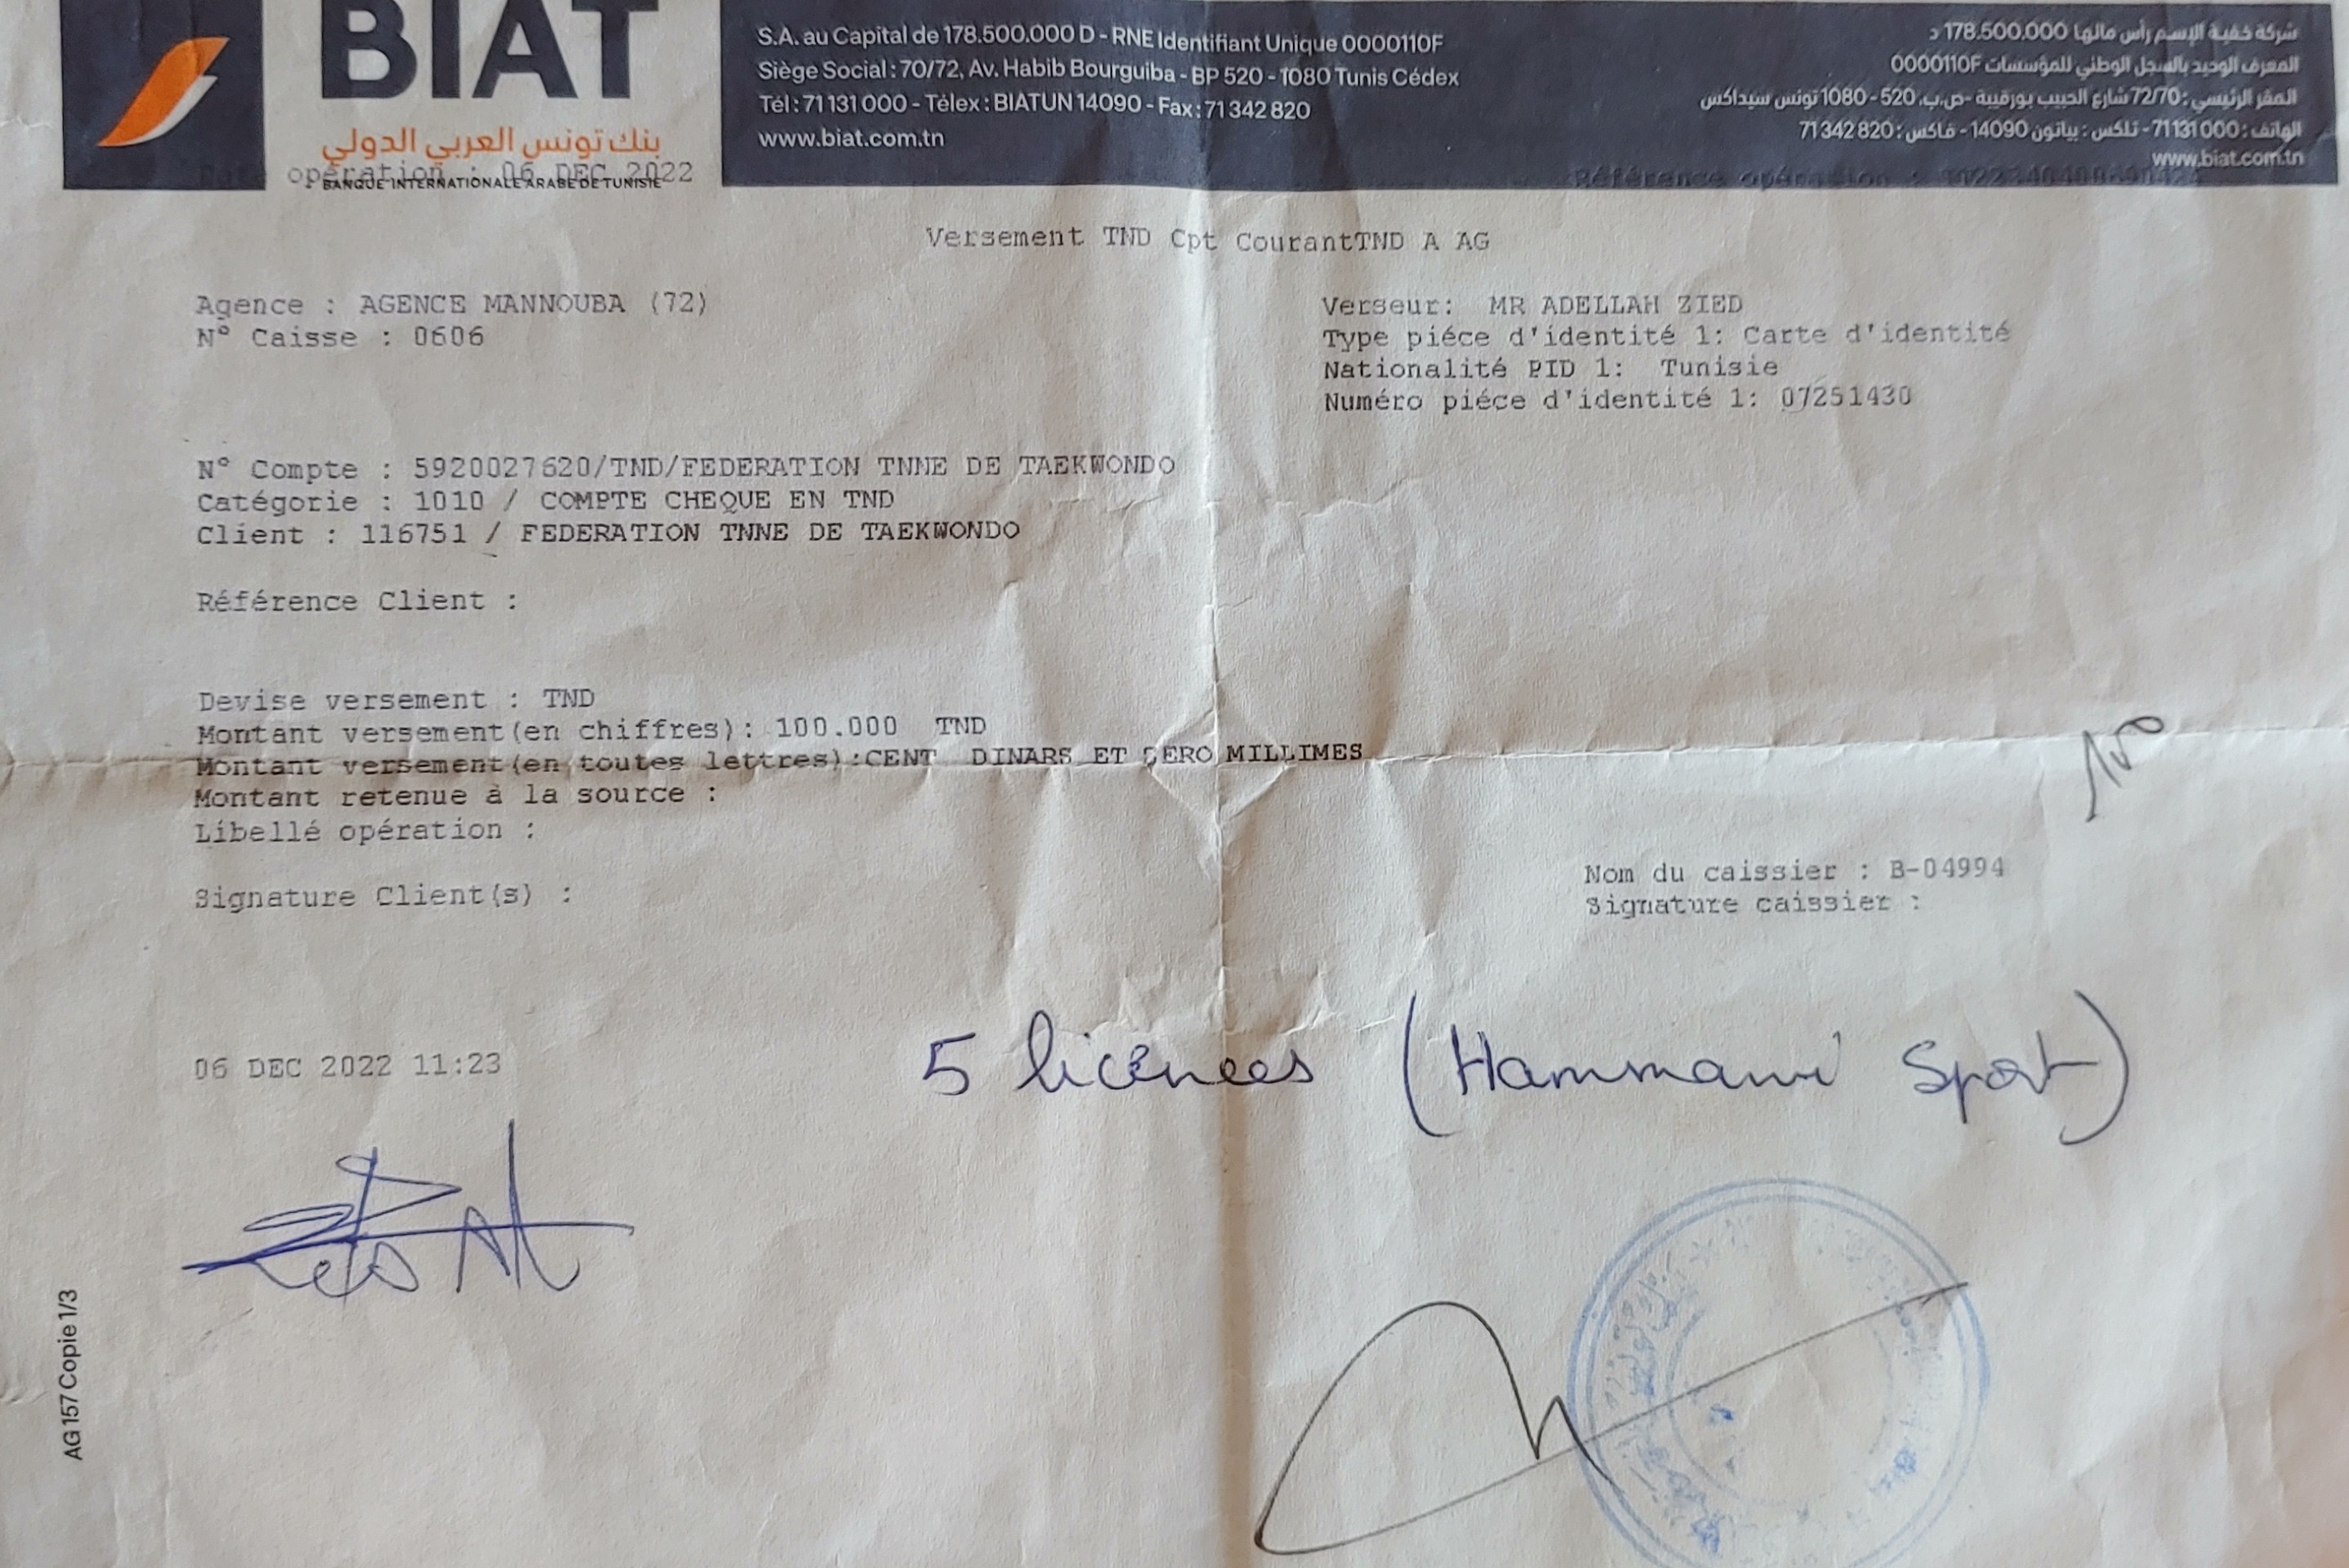 BIAT
بنك تونس العربي الدولي
BANQUE INTERNATIONALE ARABE DE TUNISIE
S.A. au Capital de 178.500.000 D - RNE Identifiant Unique 0000110F
Siège Social : 70/72, Av. Habib Bourguiba - BP 520 - 1080 Tunis Cédex
Tél : 71 131 000 - Télex : BIATUN 14090 - Fax : 71 342 820
www.biat.com.tn
شركة خفية الإسم رأس مالها 178.500.000 د
المعرف الوحيد بالسجل الوطني للمؤسسات 0000110F
المقر الرئيسي : 72/70 شارع الحبيب بورقيبة -ص.ب. 520 - 1080 تونس سيداكس
الهاتف : 71131 000 - تلكس : بياتون 14090 - فاكس : 71 342 820
www.biat.com.tn
Date opération : 06 DEC 2022
Référence opération :
Versement TND Cpt CourantTND A AG
Agence : AGENCE MANNOUBA (72)
N° Caisse : 0606
Verseur: MR ADELLAH ZIED
Type piéce d'identité 1: Carte d'identité
Nationalité PID 1: Tunisie
Numéro piéce d'identité 1: 07251430
N° Compte : 5920027620/TND/FEDERATION TNNE DE TAEKWONDO
Catégorie : 1010 / COMPTE CHEQUE EN TND
Client : 116751 / FEDERATION TNNE DE TAEKWONDO
Référence Client :
Devise versement : TND
Montant versement(en chiffres): 100.000 TND
Montant versement(en toutes lettres):CENT DINARS ET ZERO MILLIMES
Montant retenue à la source :
Libellé opération :
100
Nom du caissier : B-04994
Signature caissier :
Signature Client(s) :
06 DEC 2022 11:23
5 licences (Hammami Sport)
AG 157 Copie 1/3